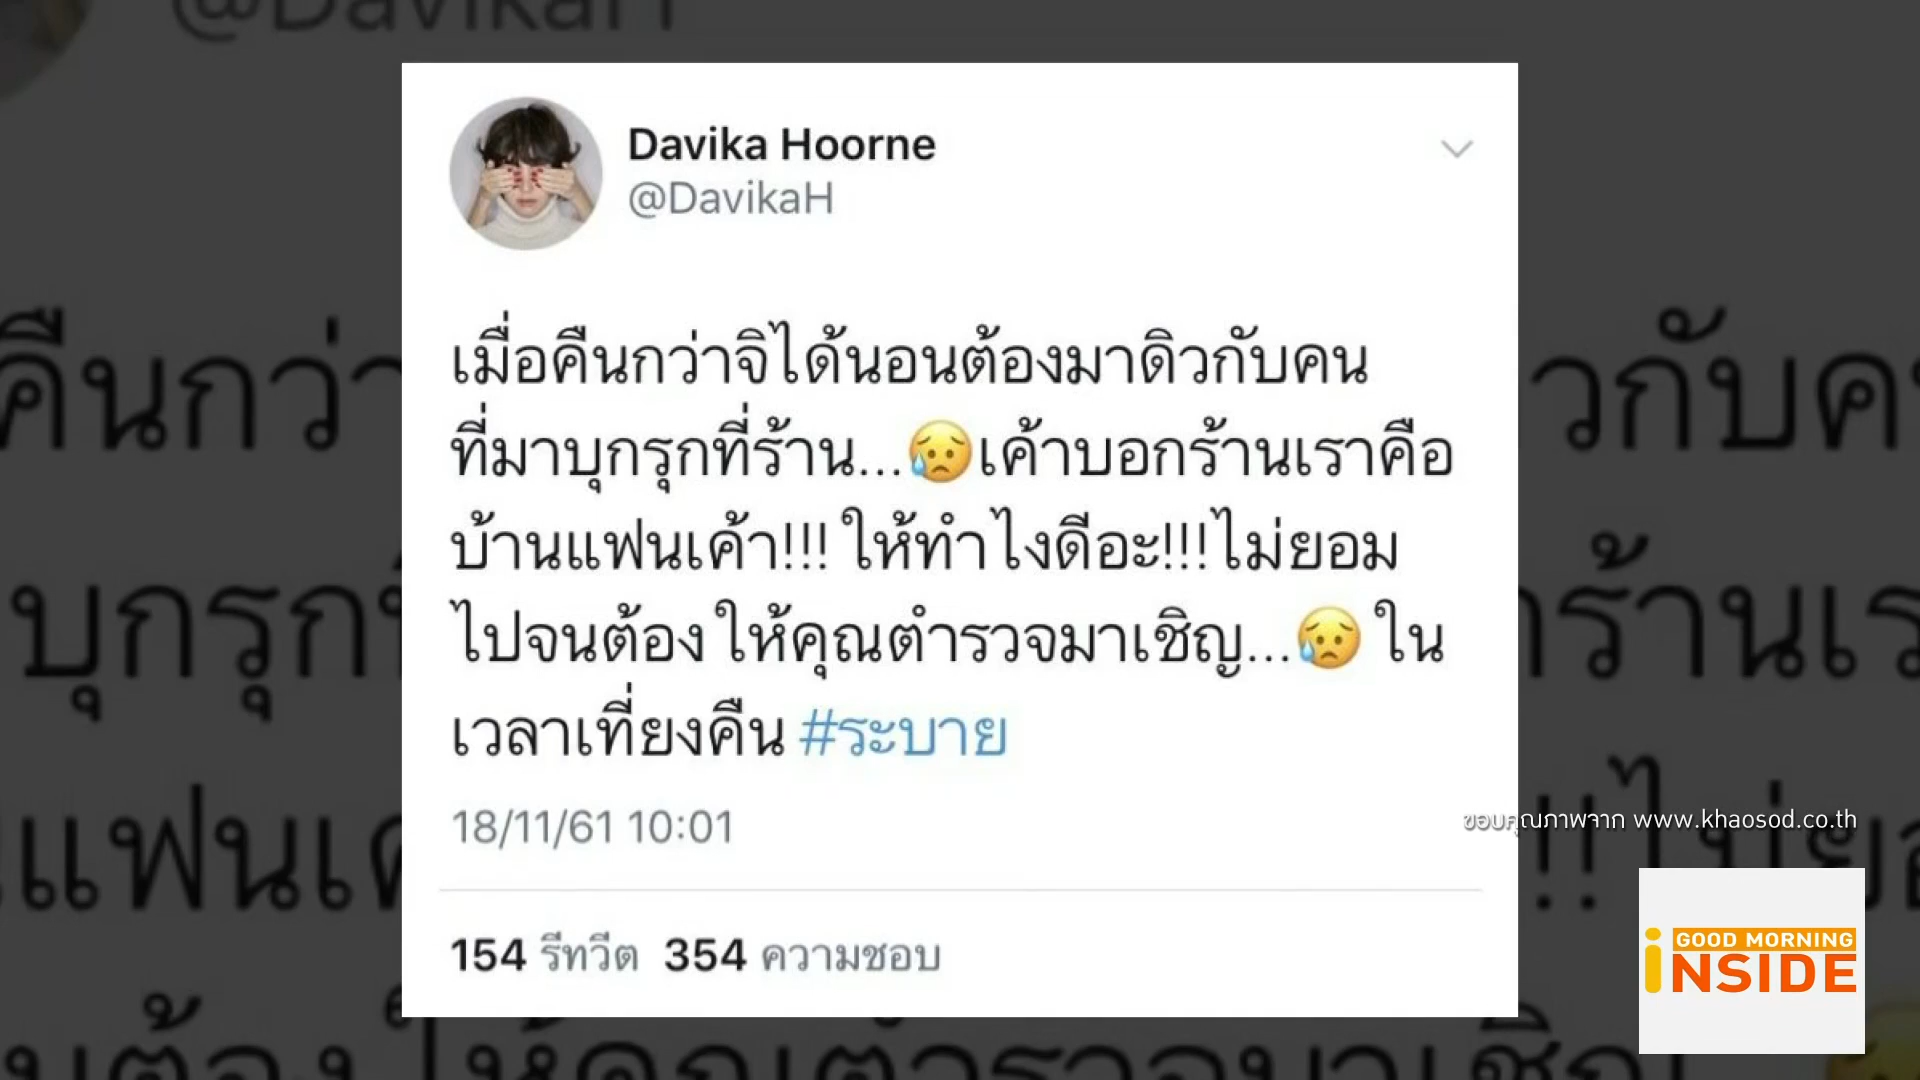 @DavikaH
Davika Hoorne
@DavikaH
เมื่อคืนกว่าจิได้นอนต้องมาดิวกับคน
ที่มาบุกรุกที่ร้าน...😥เค้าบอกร้านเราคือ
บ้านแฟนเค้า!!! ให้ทำไงดีอะ!!!ไม่ยอม
ไปจนต้องให้คุณตำรวจมาเชิญ...😥 ใน
เวลาเที่ยงคืน #ระบาย
18/11/61 10:01
154 รีทวีต 354 ความชอบ
ขอบคุณภาพจาก www.khaosod.co.th
GOOD MORNING
iNSIDE